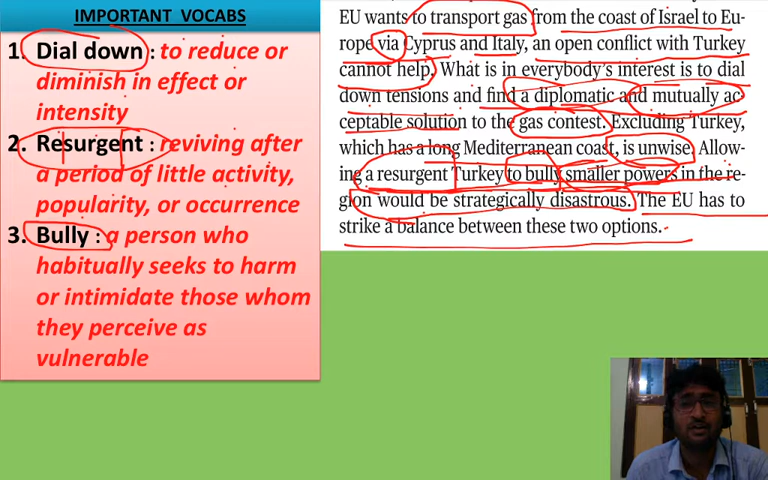 IMPORTANT VOCABS
1. Dial down : to reduce or
diminish in effect or
intensity
2. Resurgent : reviving after
a period of little activity,
popularity, or occurrence
3. Bully : a person who
habitually seeks to harm
or intimidate those whom
they perceive as
vulnerable
EU wants to transport gas from the coast of Israel to Eu-
rope via Cyprus and Italy, an open conflict with Turkey
cannot help. What is in everybody's interest is to dial
down tensions and find a diplomatic and mutually ac-
ceptable solution to the gas contest. Excluding Turkey,
which has a long Mediterranean coast, is unwise. Allow-
ing a resurgent Turkey to bully smaller powers in the re-
gion would be strategically disastrous. The EU has to
strike a balance between these two options.